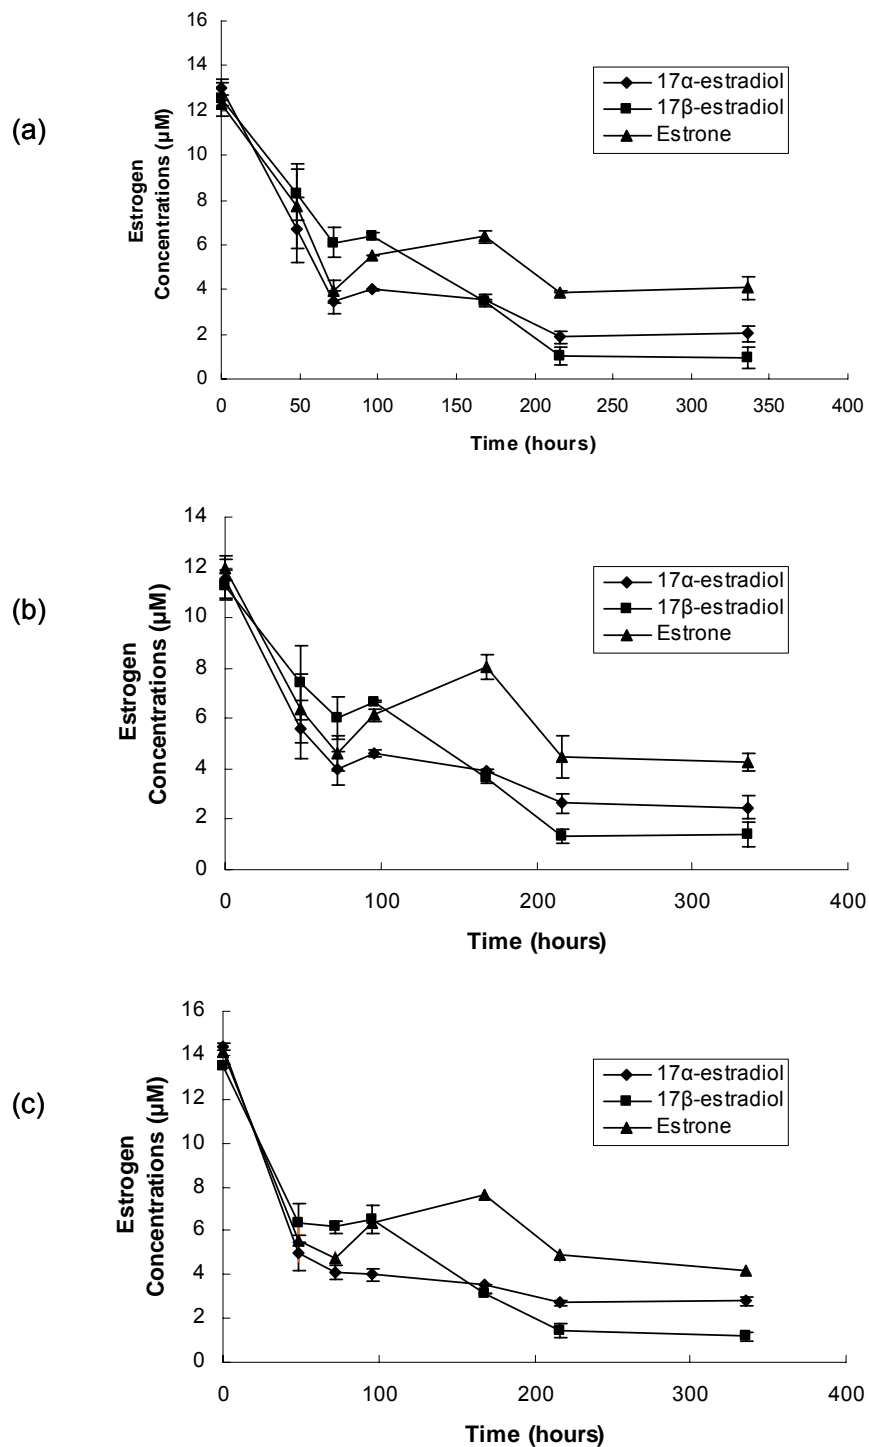 (a)
Estrogen
Concentrations (µM)
16
14
12
10
8
6
4
2
0
0 50 100 150 200 250 300 350 400
Time (hours)
17α-estradiol
17β-estradiol
Estrone
(b)
Estrogen
Concentrations (µM)
14
12
10
8
6
4
2
0
0 100 200 300 400
Time (hours)
17α-estradiol
17β-estradiol
Estrone
(c)
Estrogen
Concentrations (µM)
16
14
12
10
8
6
4
2
0
0 100 200 300 400
Time (hours)
17α-estradiol
17β-estradiol
Estrone